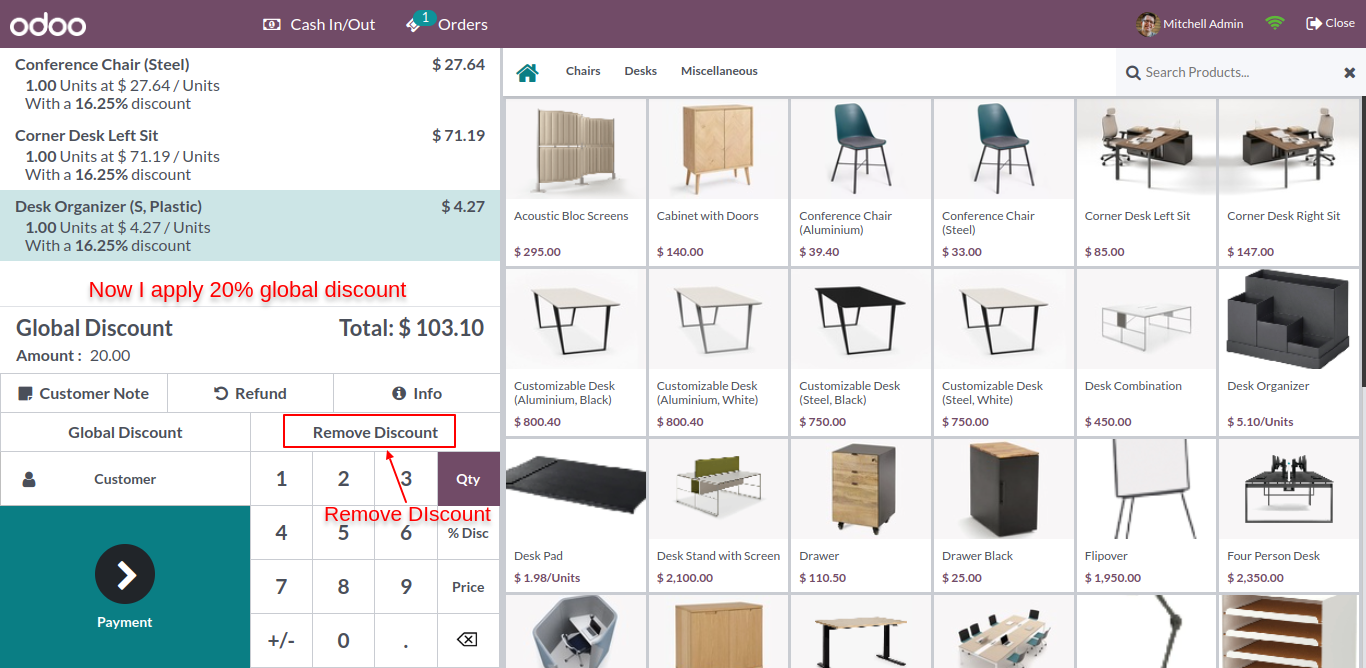 odoo
Cash In/Out
1
Orders
Mitchell Admin
Close
Conference Chair (Steel) $ 27.64
1.00 Units at $ 27.64 / Units
With a 16.25% discount
Corner Desk Left Sit $ 71.19
1.00 Units at $ 71.19 / Units
With a 16.25% discount
Desk Organizer (S, Plastic) $ 4.27
1.00 Units at $ 4.27 / Units
With a 16.25% discount
Now I apply 20% global discount
Global Discount Total: $ 103.10
Amount : 20.00
Customer Note Refund Info
Global Discount Remove Discount
Customer 1 2 3 Qty
Remove DIscount
4 5 6 % Disc
7 8 9 Price
Payment
+/- 0 .
Chairs Desks Miscellaneous
Search Products...
Acoustic Bloc Screens
$ 295.00
Cabinet with Doors
$ 140.00
Conference Chair
(Aluminium)
$ 39.40
Conference Chair
(Steel)
$ 33.00
Corner Desk Left Sit
$ 85.00
Corner Desk Right Sit
$ 147.00
Customizable Desk
(Aluminium, Black)
$ 800.40
Customizable Desk
(Aluminium, White)
$ 800.40
Customizable Desk
(Steel, Black)
$ 750.00
Customizable Desk
(Steel, White)
$ 750.00
Desk Combination
$ 450.00
Desk Organizer
$ 5.10/Units
Desk Pad
$ 1.98/Units
Desk Stand with Screen
$ 2,100.00
Drawer
$ 110.50
Drawer Black
$ 25.00
Flipover
$ 1,950.00
Four Person Desk
$ 2,350.00